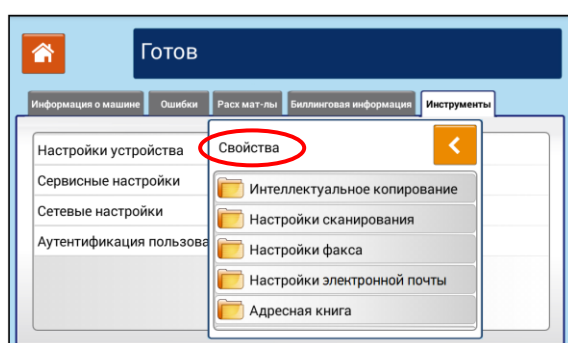 Готов
Информация о машине Ошибки Расх мат-лы Биллинговая информация Инструменты
Настройки устройства
Сервисные настройки
Сетевые настройки
Аутентификация пользова
Свойства
Интеллектуальное копирование
Настройки сканирования
Настройки факса
Настройки электронной почты
Адресная книга